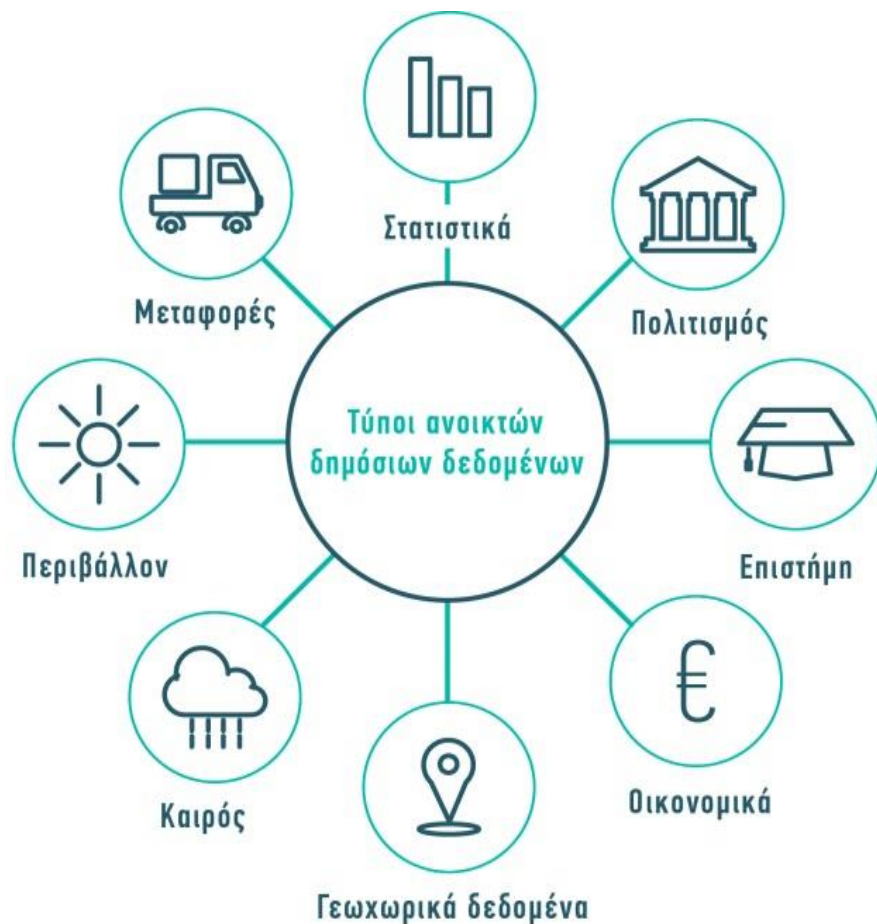 Στατιστικά
Μεταφορές
Πολιτισμός
Τύποι ανοικτών
δημόσιων δεδομένων
Περιβάλλον
Επιστήμη
Καιρός
Οικονομικά
Γεωχωρικά δεδομένα